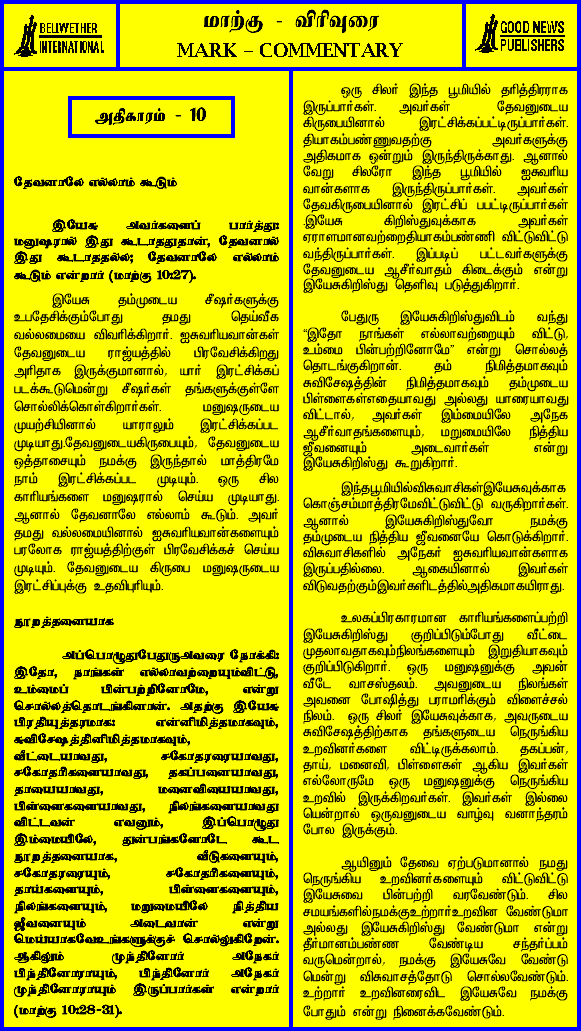 BELWETHER
INTERNATIONAL
மாற்கு - விரிவுரை
MARK – COMMENTARY
GOOD NEWS
PUBLISHERS
அதிகாரம் - 10
தேவனாலே எல்லாம் கூடும்
இயேசு அவர்களைப் பார்த்து:
மனுஷரால் இது கூடாததுதான், தேவனால்
இது கூடாததல்ல; தேவனாலே எல்லாம்
கூடும் என்றார் (மாற்கு 10:27).
இயேசு தம்முடைய சீஷர்களுக்கு
உபதேசிக்கும்போது தமது தெய்வீக
வல்லமையை விவரிக்கிறார். ஐசுவரியவான்கள்
தேவனுடைய ராஜ்யத்தில் பிரவேசிக்கிறது
அரிதாக இருக்குமானால், யார் இரட்சிக்கப்
படக்கூடுமென்று சீஷர்கள் தங்களுக்குள்ளே
சொல்லிக்கொள்கிறார்கள். மனுஷருடைய
முயற்சியினால் யாராலும் இரட்சிக்கப்பட
முடியாது.தேவனுடையகிருபையும், தேவனுடைய
ஒத்தாசையும் நமக்கு இருந்தால் மாத்திரமே
நாம் இரட்சிக்கப்பட முடியும். ஒரு சில
காரியங்களை மனுஷரால் செய்ய முடியாது.
ஆனால் தேவனாலே எல்லாம் கூடும். அவர்
தமது வல்லமையினால் ஐசுவரியவான்களையும்
பரலோக ராஜ்யத்திற்குள் பிரவேசிக்கச் செய்ய
முடியும். தேவனுடைய கிருபை மனுஷருடைய
இரட்சிப்புக்கு உதவிபுரியும்.
நூறத்தனையாக
அப்பொழுதுபேதுருஅவரை நோக்கி:
இதோ, நாங்கள் எல்லாவற்றையும்விட்டு,
உம்மைப் பின்பற்றினோமே, என்று
சொல்லத்தொடங்கினான். அதற்கு இயேசு
பிரதியுத்தரமாக: என்னிமித்தமாகவும்,
சுவிசேஷத்தினிமித்தமாகவும்,
வீட்டையாவது, சகோதரரையாவது,
சகோதரிகளையாவது, தகப்பனையாவது,
தாயையாவது, மனைவியையாவது,
பிள்ளைகளையாவது, நிலங்களையாவது
விட்டவன் எவனும், இப்பொழுது
இம்மையிலே, துன்பங்களோடே கூட
நூறத்தனையாக, வீடுகளையும்,
சகோதரரையும், சகோதரிகளையும்,
தாய்களையும், பிள்ளைகளையும்,
நிலங்களையும், மறுமையிலே நித்திய
ஜீவனையும் அடைவான் என்று
மெய்யாகவேஉங்களுக்குச் சொல்லுகிறேன்.
ஆகிலும் முந்தினோர் அநேகர்
பிந்தினோராயும், பிந்தினோர் அநேகர்
முந்தினோராயும் இருப்பார்கள் என்றார்
(மாற்கு 10:28-31).
ஒரு சிலர் இந்த பூமியில் தரித்திரராக
இருப்பார்கள். அவர்கள் தேவனுடைய
கிருபையினால் இரட்சிக்கப்பட்டிருப்பார்கள்.
தியாகம்பண்ணுவதற்கு அவர்களுக்கு
அதிகமாக ஒன்றும் இருந்திருக்காது. ஆனால்
வேறு சிலரோ இந்த பூமியில் ஐசுவரிய
வான்களாக இருந்திருப்பார்கள். அவர்கள்
தேவகிருபையினால் இரட்சிப் பபட்டிருப்பார்கள்
.இயேசு கிறிஸ்துவுக்காக அவர்கள்
ஏராளமானவற்றைதியாகம்பண்ணி விட்டுவிட்டு
வந்திருப்பார்கள். இப்படிப் பட்டவர்களுக்கு
தேவனுடைய ஆசீர்வாதம் கிடைக்கும் என்று
இயேசுகிறிஸ்து தெளிவு படுத்துகிறார்.
பேதுரு இயேசுகிறிஸ்துவிடம் வந்து
“இதோ நாங்கள் எல்லாவற்றையும் விட்டு,
உம்மை பின்பற்றினோமே” என்று சொல்லத்
தொடங்குகிறான். தம் நிமித்தமாகவும்
சுவிசேஷத்தின் நிமித்தமாகவும் தம்முடைய
பிள்ளைகள்எதையாவது அல்லது யாரையாவது
விட்டால், அவர்கள் இம்மையிலே அநேக
ஆசீர்வாதங்களையும், மறுமையிலே நித்திய
ஜீவனையும் அடைவார்கள் என்று
இயேசுகிறிஸ்து கூறுகிறார்.
இந்தபூமியில்விசுவாசிகள்இயேசுவுக்காக
கொஞ்சம்மாத்திரமேவிட்டுவிட்டு வருகிறார்கள்.
ஆனால் இயேசுகிறிஸ்துவோ நமக்கு
தம்முடைய நித்திய ஜீவனையே கொடுக்கிறார்.
விசுவாசிகளில் அநேகர் ஐசுவரியவான்களாக
இருப்பதில்லை. ஆகையினால் இவர்கள்
விடுவதற்கும்இவர்களிடத்தில்அதிகமாகயிராது.
உலகப்பிரகாரமான காரியங்களைப்பற்றி
இயேசுகிறிஸ்து குறிப்பிடும்போது வீட்டை
முதலாவதாகவும்நிலங்களையும் இறுதியாகவும்
குறிப்பிடுகிறார். ஒரு மனுஷனுக்கு அவன்
வீடே வாசஸ்தலம். அவனுடைய நிலங்கள்
அவனை போஷித்து பராமரிக்கும் விளைச்சல்
நிலம். ஒரு சிலர் இயேசுவுக்காக, அவருடைய
சுவிசேஷத்திற்காக தங்களுடைய நெருங்கிய
உறவினர்களை விட்டிருக்கலாம். தகப்பன்,
தாய், மனைவி, பிள்ளைகள் ஆகிய இவர்கள்
எல்லோருமே ஒரு மனுஷனுக்கு நெருங்கிய
உறவில் இருக்கிறவர்கள். இவர்கள் இல்லை
யென்றால் ஒருவனுடைய வாழ்வு வனாந்தரம்
போல இருக்கும்.
ஆயினும் தேவை ஏற்படுமானால் நமது
நெருங்கிய உறவினர்களையும் விட்டுவிட்டு
இயேசுவை பின்பற்றி வரவேண்டும். சில
சமயங்களில்நமக்குஉற்றார்உறவின வேண்டுமா
அல்லது இயேசுகிறிஸ்து வேண்டுமா என்று
தீர்மானம்பண்ண வேண்டிய சந்தர்ப்பம்
வருமென்றால், நமக்கு இயேசுவே வேண்டு
மென்று விசுவாசத்தோடு சொல்லவேண்டும்.
உற்றார் உறவினரைவிட இயேசுவே நமக்கு
போதும் என்று நினைக்கவேண்டும்.